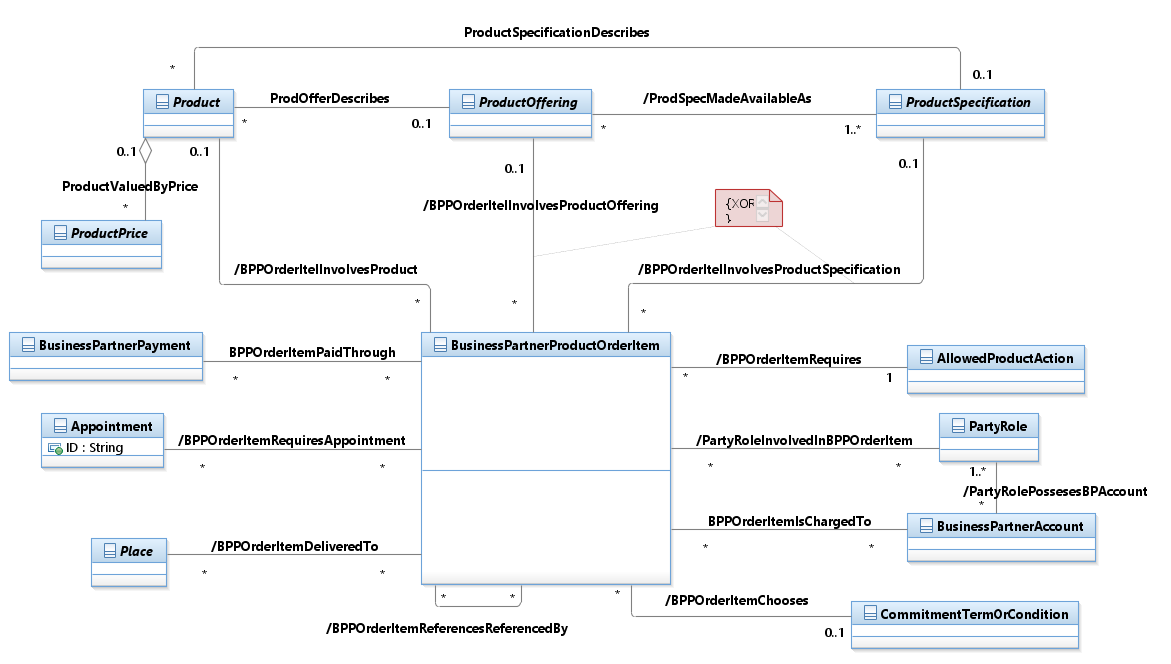 ProductSpecificationDescribes
*
0..1
Product
ProdOfferDescribes
ProductOffering
/ProdSpecMadeAvailableAs
ProductSpecification
*
0..1
*
1..*
0..1
0..1
0..1
0..1
ProductValuedByPrice
*
/BPPOrderItelInvolvesProductOffering
{XOR
}
ProductPrice
/BPPOrderItelInvolvesProduct
/BPPOrderItelInvolvesProductSpecification
*
*
*
BusinessPartnerPayment
BPPOrderItemPaidThrough
BusinessPartnerProductOrderItem
/BPPOrderItemRequires
AllowedProductAction
*
*
*
1
Appointment
ID : String
/BPPOrderItemRequiresAppointment
/PartyRoleInvolvedInBPPOrderItem
PartyRole
*
*
*
*
1..*
/PartyRolePossesesBPAccount
*
BPPOrderItemIsChargedTo
BusinessPartnerAccount
*
*
Place
/BPPOrderItemDeliveredTo
*
*
*
*
*
/BPPOrderItemChooses
CommitmentTermOrCondition
/BPPOrderItemReferencesReferencedBy
0..1